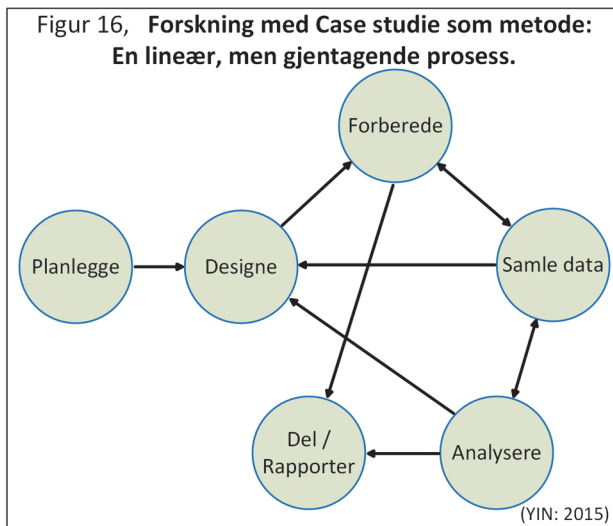 Figur 16, Forskning med Case studie som metode:
En lineær, men gjentagende prosess.
Forberede
Planlegge
Designe
Samle data
Del /
Rapporter
Analysere
(YIN: 2015)